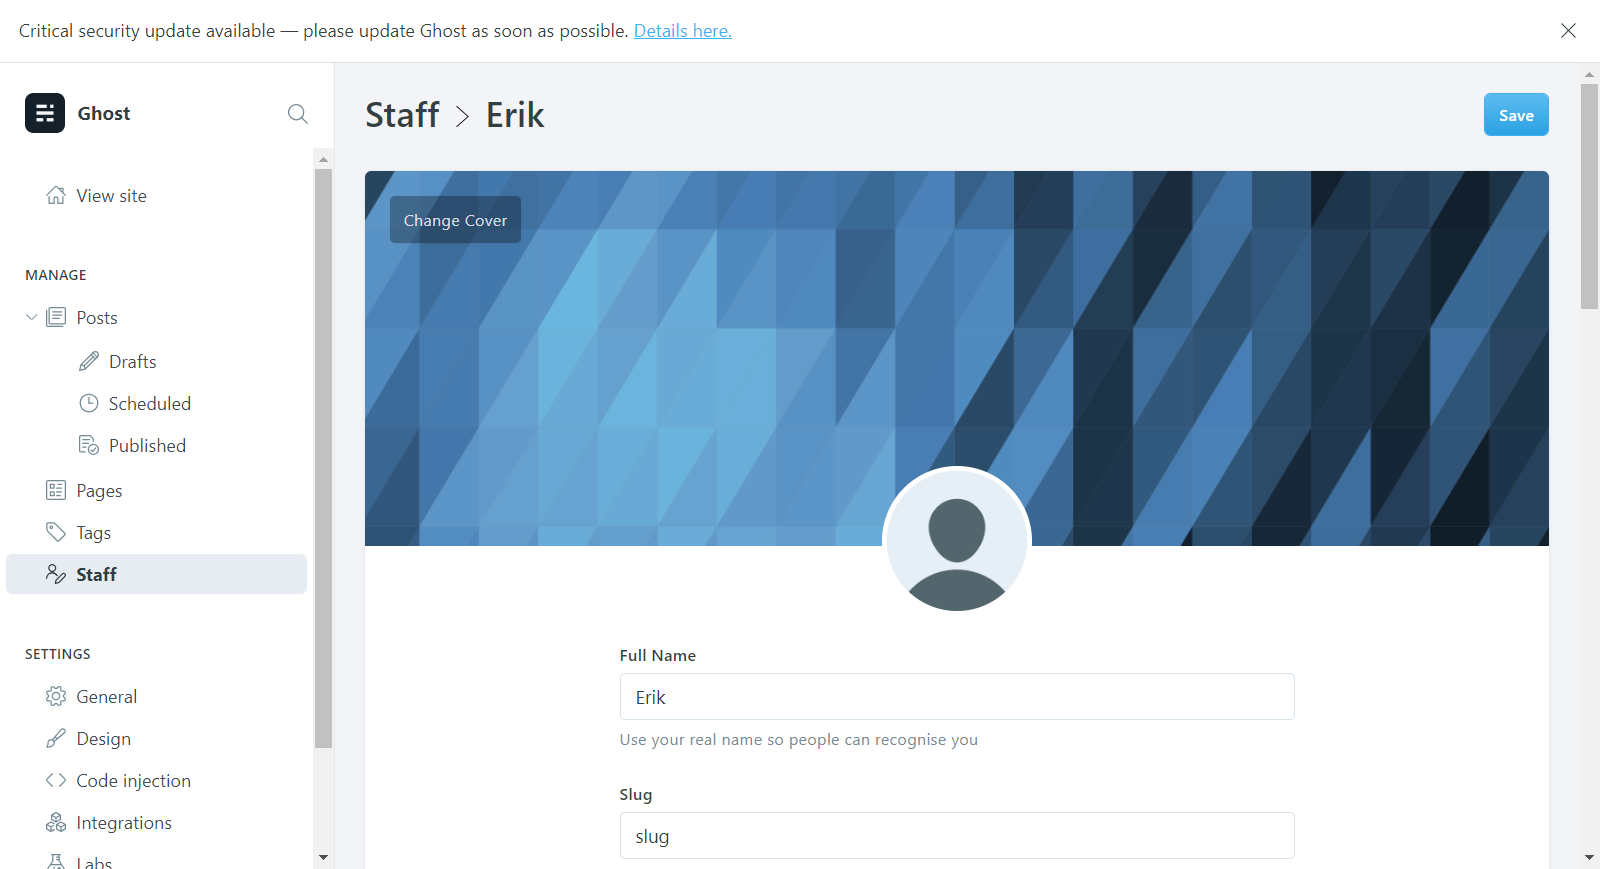 Critical security update available — please update Ghost as soon as possible. Details here.
Ghost
View site
MANAGE
Posts
Drafts
Scheduled
Published
Pages
Tags
Staff
SETTINGS
General
Design
Code injection
Integrations
Labs
Staff > Erik
Save
Change Cover
Full Name
Erik
Use your real name so people can recognise you
Slug
slug